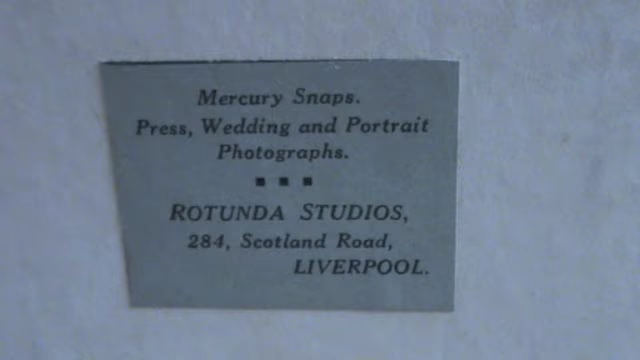 Mercury Snaps.
Press, Wedding and Portrait
Photographs.
ROTUNDA STUDIOS,
284, Scotland Road,
LIVERPOOL.